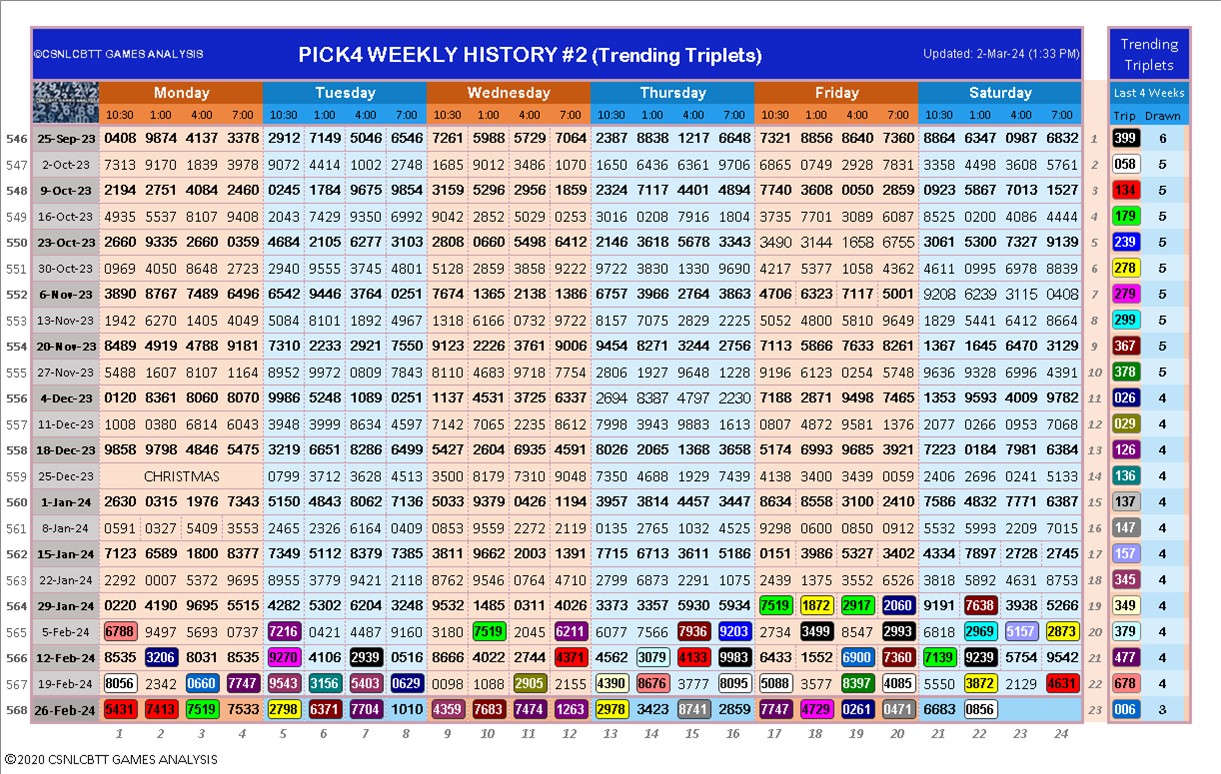 ©CSNLCBTT GAMES ANALYSIS PICK4 WEEKLY HISTORY #2 (Trending Triplets) Updated: 2-Mar-24 (1:33 PM) Trending Triplets
Monday Tuesday Wednesday Thursday Friday Saturday Last 4 Weeks
10:30 1:00 4:00 7:00 10:30 1:00 4:00 8:00 10:30 1:00 4:00 7:00 10:30 1:00 4:00 7:00 10:30 1:00 4:00 7:00 10:30 1:00 4:00 7:00 Trip Drawn
546 25-Sep-23 0408 9874 4137 3378 2912 7149 5046 6546 7261 5988 5729 7064 2387 8838 1217 6648 7321 8856 8640 7360 8864 6347 0987 6832 1 399 6
547 2-Oct-23 7313 9170 1839 3978 9072 4414 1002 2748 1685 9012 3486 1070 1650 6436 6361 9706 6865 0749 2928 7831 3358 4498 3608 5761 2 058 5
548 9-Oct-23 2194 2751 4084 2460 0245 1784 9675 9854 3159 5296 2956 1859 2324 7117 4401 4894 7740 3608 0050 2859 0923 5867 7013 1527 3 134 5
549 16-Oct-23 4935 5537 8107 9408 2043 7429 9350 6992 9042 2852 5029 0253 3016 0208 7916 1804 3735 7701 3089 6087 8525 0200 4086 4444 4 179 5
550 23-Oct-23 2660 9335 2660 0359 4684 2105 6277 3103 2808 0660 5498 6412 2146 3618 5678 3343 3490 3144 1658 6755 3061 5300 7327 9139 5 239 5
551 30-Oct-23 0969 4050 8648 2723 2940 9555 3745 4801 5128 2859 3858 9222 9722 3830 1330 9690 4217 5377 1058 4362 4611 0995 6978 8839 6 278 5
552 6-Nov-23 3890 8767 7489 6496 6542 9446 3764 0251 7674 1365 2138 1386 6757 3966 2764 3863 4706 6323 7117 5001 9208 6239 3115 0408 7 279 5
553 13-Nov-23 1942 6270 1405 4049 5084 8101 1892 4967 1318 6166 0732 9722 8157 7075 2829 2225 5052 4800 5810 9649 1829 5441 6412 8664 8 299 5
554 20-Nov-23 8489 4919 4788 9181 7310 2233 2921 7550 9123 2226 3761 9006 9454 8271 3244 2756 7113 5866 7633 8261 1367 1645 6470 3129 9 367 5
555 27-Nov-23 5488 1607 8107 1164 8952 9972 0809 7843 8110 4683 9718 7754 2806 1927 9648 1228 9196 6123 0254 5748 9636 9328 6996 4391 10 378 5
556 4-Dec-23 0120 8361 8060 8070 9986 5248 1089 0251 1137 4531 3725 6337 2694 8387 4797 2230 7188 2871 9498 7465 1353 9593 4009 9782 11 026 4
557 11-Dec-23 1008 0380 6814 6043 3948 3999 8634 4597 7142 7065 2235 8612 7998 3943 9883 1613 0807 4872 9581 1376 2077 0266 0953 7068 12 029 4
558 18-Dec-23 9858 9798 4846 5475 3219 6651 8286 6499 5427 2604 6935 4591 8026 2065 1368 3658 5174 6993 9685 3921 7223 0184 7981 6384 13 126 4
559 25-Dec-23 CHRISTMAS 0799 3712 3628 4513 3500 8179 7310 9048 7350 4688 1929 7439 4138 3400 3439 0059 2406 2696 0241 5133 14 136 4
560 1-Jan-24 2630 0315 1976 7343 5150 4843 8062 7136 5033 9379 0426 1194 3957 3814 4457 3447 8634 8558 3100 2410 7586 4832 7771 6387 15 137 4
561 8-Jan-24 0591 0327 5409 3553 2465 2326 6164 0409 0853 9559 2272 2119 0135 2765 1032 4525 9298 0600 0850 0912 5532 5993 2209 7015 16 147 4
562 15-Jan-24 7123 6589 1800 8377 7349 5112 8379 7385 3811 9662 2003 1391 7715 6713 3611 5186 0151 3986 5327 3402 4334 7897 2728 2745 17 157 4
563 22-Jan-24 2292 0007 5372 9695 8955 3779 9421 2118 8762 9546 0764 4710 2799 6873 2291 1075 2439 1375 3552 6526 3818 5892 4631 8753 18 345 4
564 29-Jan-24 0220 4190 9696 5515 4282 5302 6204 3248 9532 1485 0311 4026 3373 3357 5930 5934 7519 1872 2917 2060 9191 7638 3938 5266 19 349 4
565 5-Feb-24 6788 9497 5693 0737 7216 0421 4487 9160 3180 7519 2045 6211 6077 7566 7936 9203 2734 3499 8547 2993 6818 2969 5157 2873 20 379 4
566 12-Feb-24 8535 3206 8031 8535 9270 4106 2939 0516 8666 4022 2744 4371 4562 3079 4133 9983 6433 1552 6900 7360 7139 9239 5754 9542 21 477 4
567 19-Feb-24 8056 2342 0660 7747 9543 3156 5403 0629 0098 1088 2905 2155 4390 8676 3777 8095 5088 3577 8397 4085 5550 3872 2129 4631 22 678 4
568 26-Feb-24 5431 7413 7519 7533 2798 6371 7704 1010 4359 7683 7474 1263 2978 3423 8741 2859 7747 4729 0261 0471 6683 0856 23 006 3
1 2 3 4 5 6 7 8 9 10 11 12 13 14 15 16 17 18 19 20 21 22 23 24
©2020 CSNLCBTT GAMES ANALYSIS